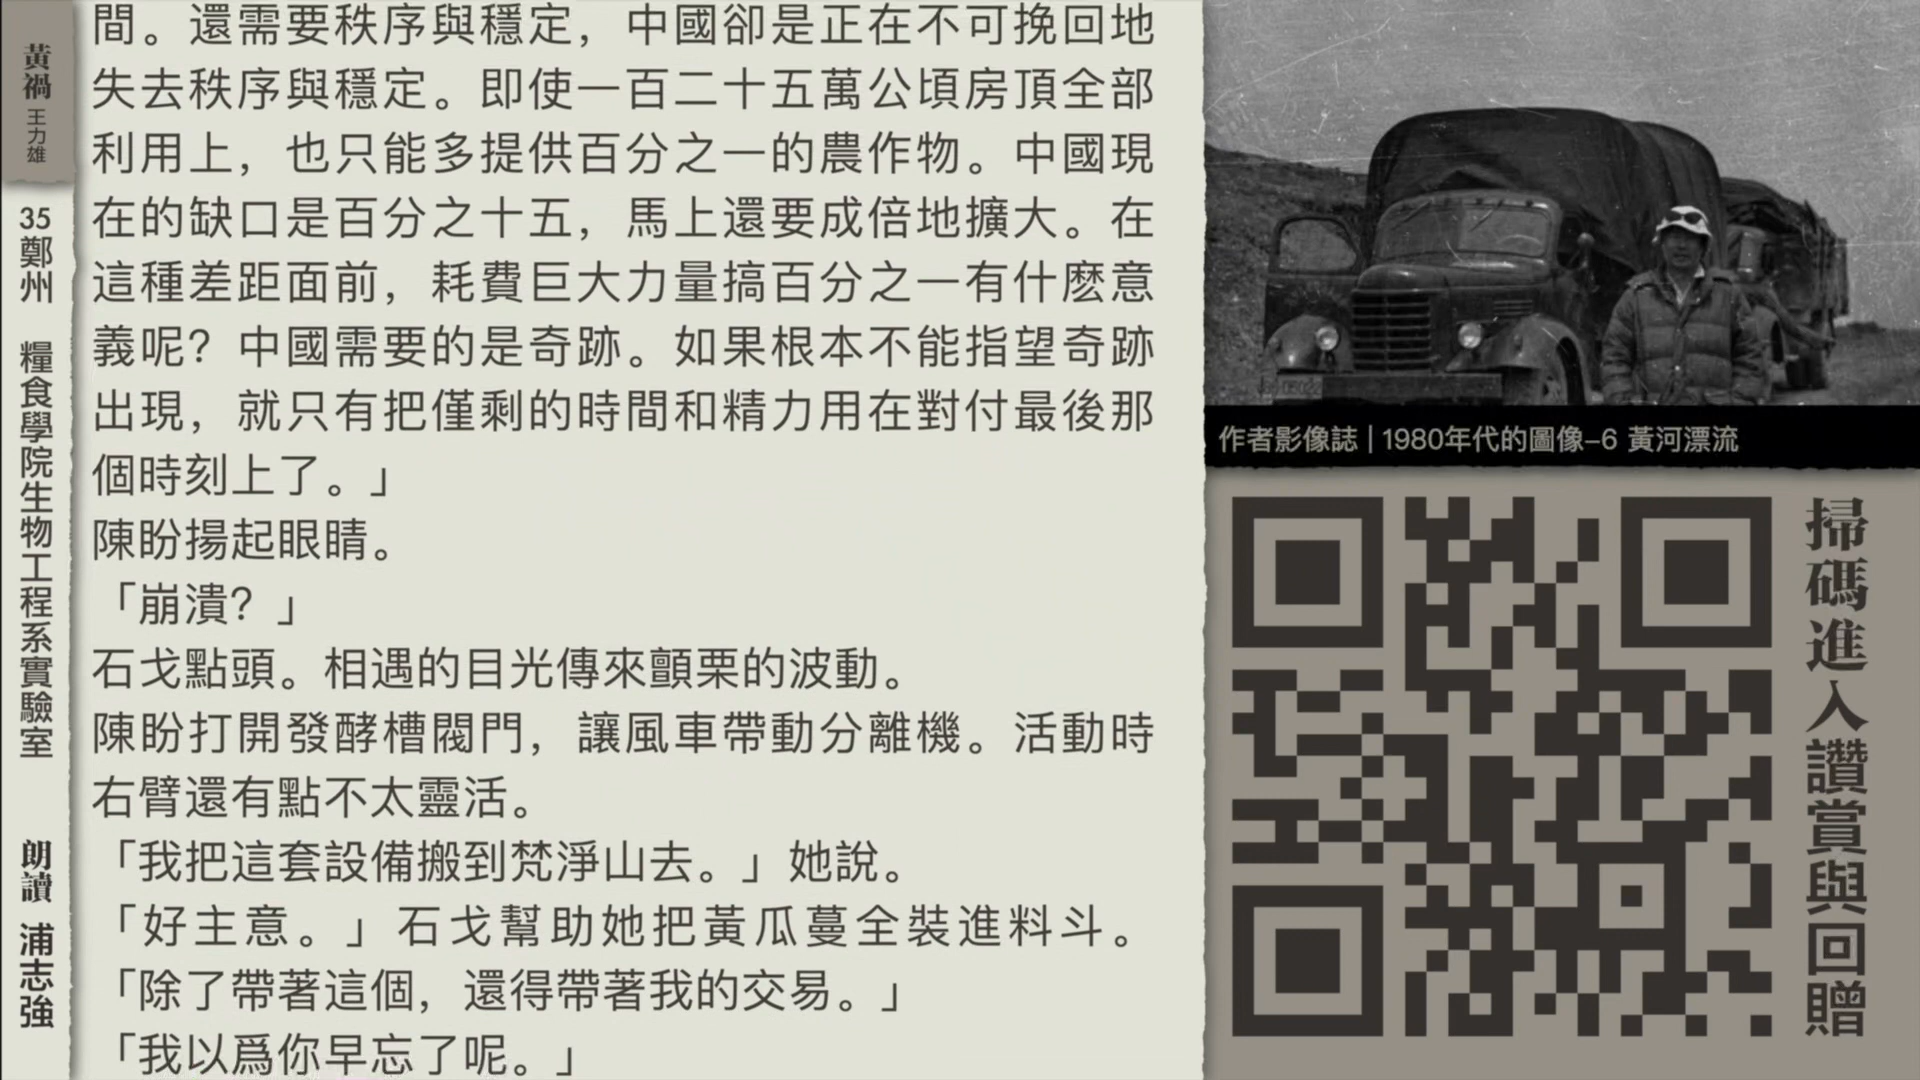 黃禍 王力雄
35鄭州 糧食學院生物工程系實驗室
朗讀 浦志強
間。還需要秩序與穩定，中國卻是正在不可挽回地
失去秩序與穩定。即使一百二十五萬公頃房頂全部
利用上，也只能多提供百分之一的農作物。中國現
在的缺口是百分之十五，馬上還要成倍地擴大。在
這種差距面前，耗費巨大力量搞百分之一有什麽意
義呢？中國需要的是奇跡。如果根本不能指望奇跡
出現，就只有把僅剩的時間和精力用在對付最後那
個時刻上了。」
陳盼揚起眼睛。
「崩潰？」
石戈點頭。相遇的目光傳來顫栗的波動。
陳盼打開發酵槽閥門，讓風車帶動分離機。活動時
右臂還有點不太靈活。
「我把這套設備搬到梵淨山去。」她說。
「好主意。」石戈幫助她把黃瓜蔓全裝進料斗。
「除了帶著這個，還得帶著我的交易。」
「我以爲你早忘了呢。」
作者影像誌｜1980年代的圖像–6 黃河漂流
掃碼進入讚賞與回贈